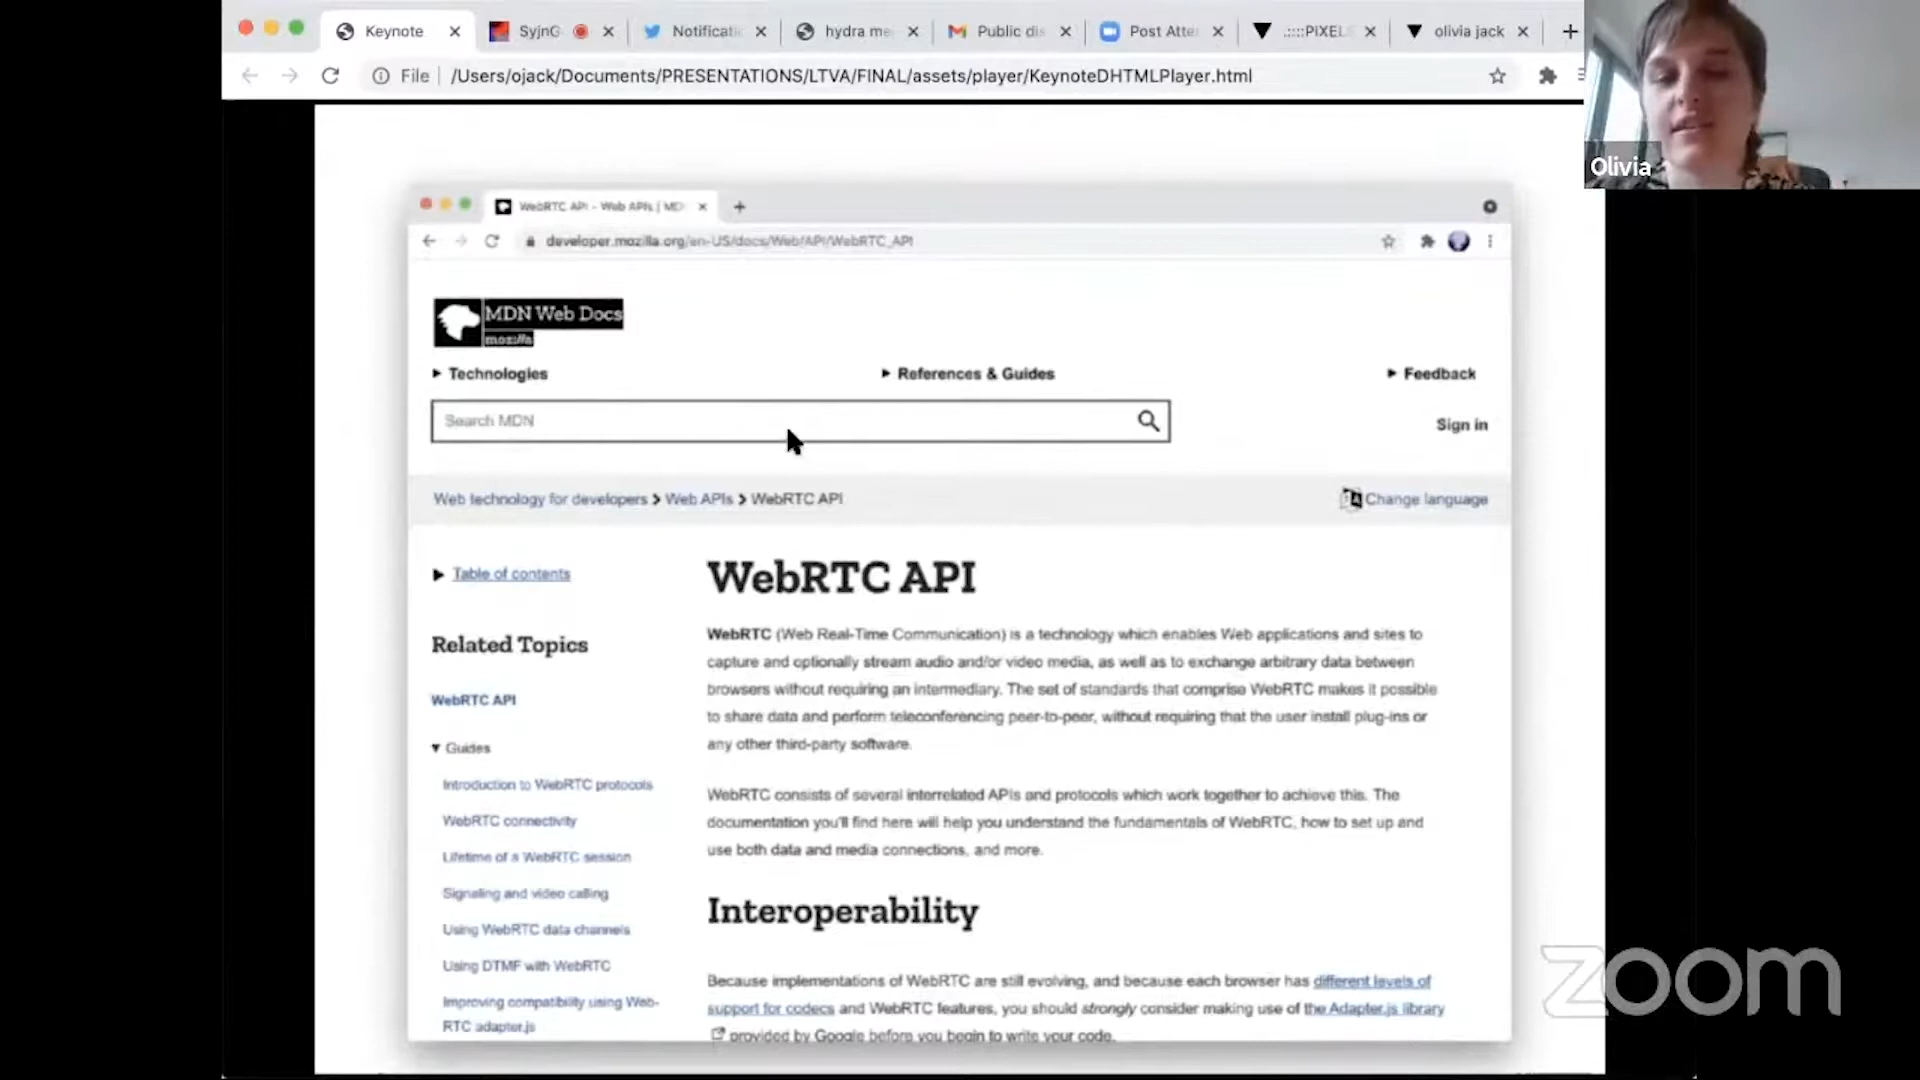 Keynote
SyjnG
Notificati
hydra me
Public dis
Post Atte
.::::PIXELS
olivia jack
File
/Users/ojack/Documents/PRESENTATIONS/LTVA/FINAL/assets/player/KeynoteDHTMLPlayer.html
Olivia
WebRTC API - Web APIs | MD
developer.mozilla.org/en-US/docs/Web/API/WebRTC_API
MDN Web Docs
mozilla
Technologies
References & Guides
Feedback
Search MDN
Sign in
Web technology for developers > Web APIs > WebRTC API
Change language
Table of contents
Related Topics
WebRTC API
Guides
Introduction to WebRTC protocols
WebRTC connectivity
Lifetime of a WebRTC session
Signaling and video calling
Using WebRTC data channels
Using DTMF with WebRTC
Improving compatibility using Web-
RTC adapter.js
WebRTC API
WebRTC (Web Real-Time Communication) is a technology which enables Web applications and sites to
capture and optionally stream audio and/or video media, as well as to exchange arbitrary data between
browsers without requiring an intermediary. The set of standards that comprise WebRTC makes it possible
to share data and perform teleconferencing peer-to-peer, without requiring that the user install plug-ins or
any other third-party software.
WebRTC consists of several interrelated APIs and protocols which work together to achieve this. The
documentation you'll find here will help you understand the fundamentals of WebRTC, how to set up and
use both data and media connections, and more.
Interoperability
Because implementations of WebRTC are still evolving, and because each browser has different levels of
support for codecs and WebRTC features, you should strongly consider making use of the Adapter.js library
provided by Google before you begin to write your code.
zoom